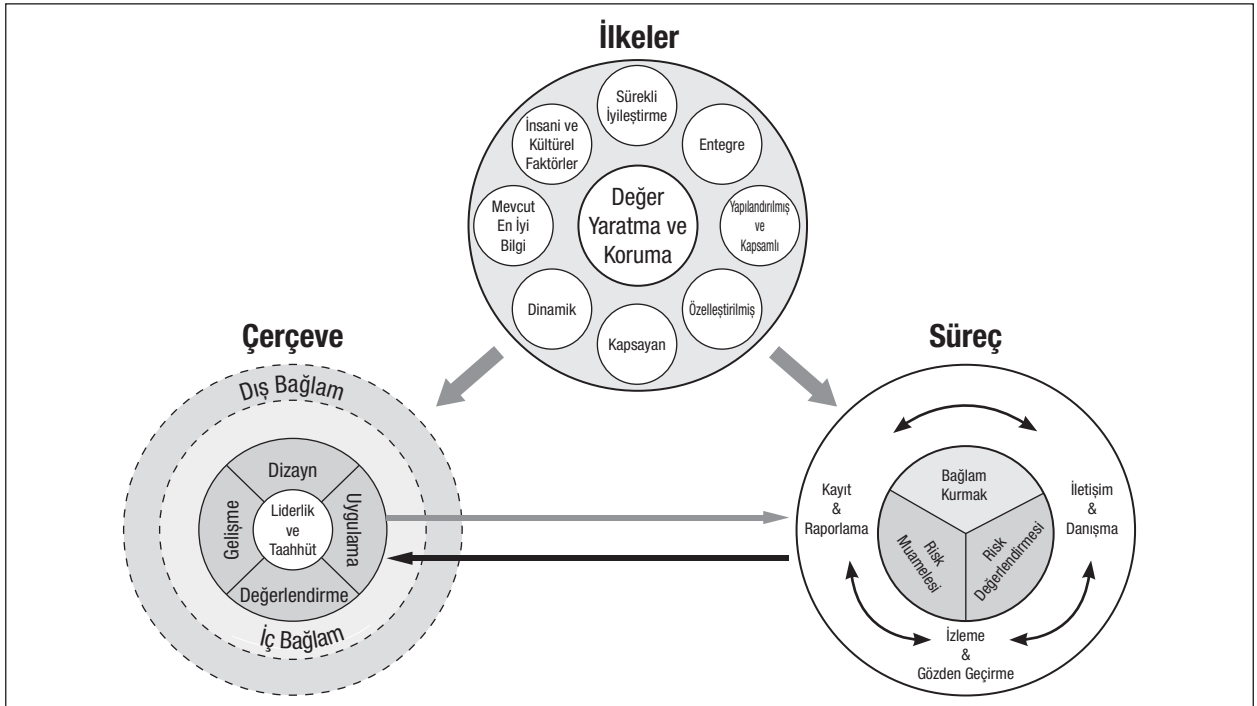 İlkeler
Sürekli
İyileştirme
Entegre
Yapılandırılmış
ve
Kapsamlı
Özelleştirilmiş
Kapsayan
Dinamik
Mevcut
En İyi
Bilgi
İnsani ve
Kültürel
Faktörler
Değer
Yaratma ve
Koruma
Çerçeve
Dış Bağlam
Dizayn
Uygulama
Değerlendirme
Gelişme
Liderlik
ve
Taahhüt
İç Bağlam
Süreç
Bağlam
Kurmak
Risk
Değerlendirmesi
Risk
Muamelesi
Kayıt
&
Raporlama
İletişim
&
Danışma
İzleme
&
Gözden Geçirme